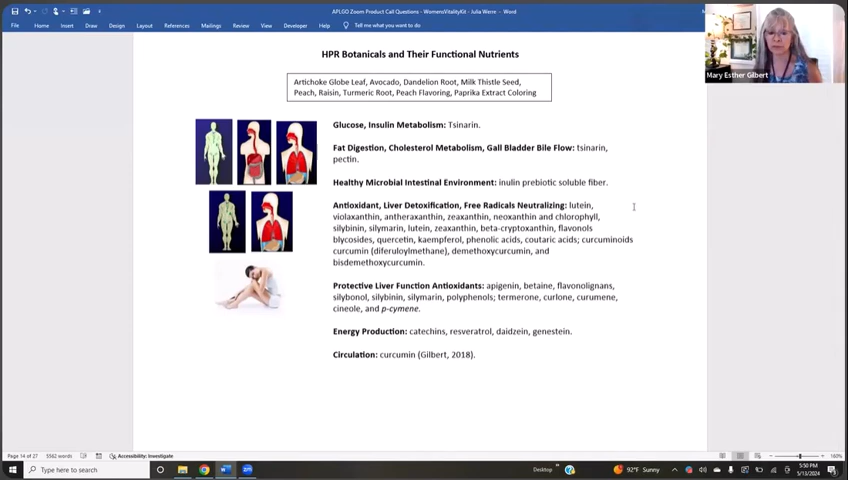 APLGO Zoom Product Call Questions - WomensVitalityKit - Julia Werre - Word
File Home Insert Draw Design Layout References Mailings Review View Developer Help Tell me what you want to do
Mary Esther Gilbert
HPR Botanicals and Their Functional Nutrients
Artichoke Globe Leaf, Avocado, Dandelion Root, Milk Thistle Seed,
Peach, Raisin, Turmeric Root, Peach Flavoring, Paprika Extract Coloring
Glucose, Insulin Metabolism: Tsinarin.
Fat Digestion, Cholesterol Metabolism, Gall Bladder Bile Flow: tsinarin,
pectin.
Healthy Microbial Intestinal Environment: inulin prebiotic soluble fiber.
Antioxidant, Liver Detoxification, Free Radicals Neutralizing: lutein,
violaxanthin, antheraxanthin, zeaxanthin, neoxanthin and chlorophyll,
silybinin, silymarin, lutein, zeaxanthin, beta-cryptoxanthin, flavonols
blycosides, quercetin, kaempferol, phenolic acids, coutaric acids; curcuminoids
curcumin (diferuloylmethane), demethoxycurcumin, and
bisdemethoxycurcumin.
Protective Liver Function Antioxidants: apigenin, betaine, flavonolignans,
silybonol, silybinin, silymarin, polyphenols; termerone, curlone, curumene,
cineole, and p-cymene.
Energy Production: catechins, resveratrol, daidzein, genestein.
Circulation: curcumin (Gilbert, 2018).
Page 14 of 27 5562 words Accessibility: Investigate
160%
Type here to search
Desktop
92°F Sunny
5:50 PM
5/13/2024